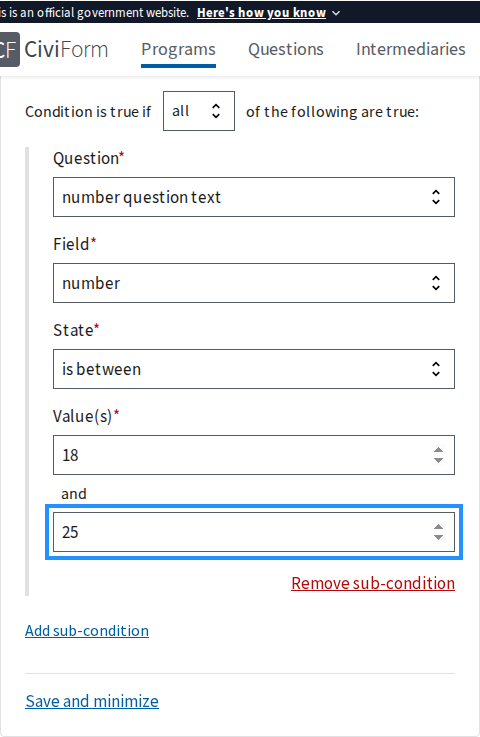 is is an official government website. Here's how you know
CF CiviForm Programs Questions Intermediaries
Condition is true if all of the following are true:
Question*
number question text
Field*
number
State*
is between
Value(s)*
18
and
25
Remove sub-condition
Add sub-condition
Save and minimize